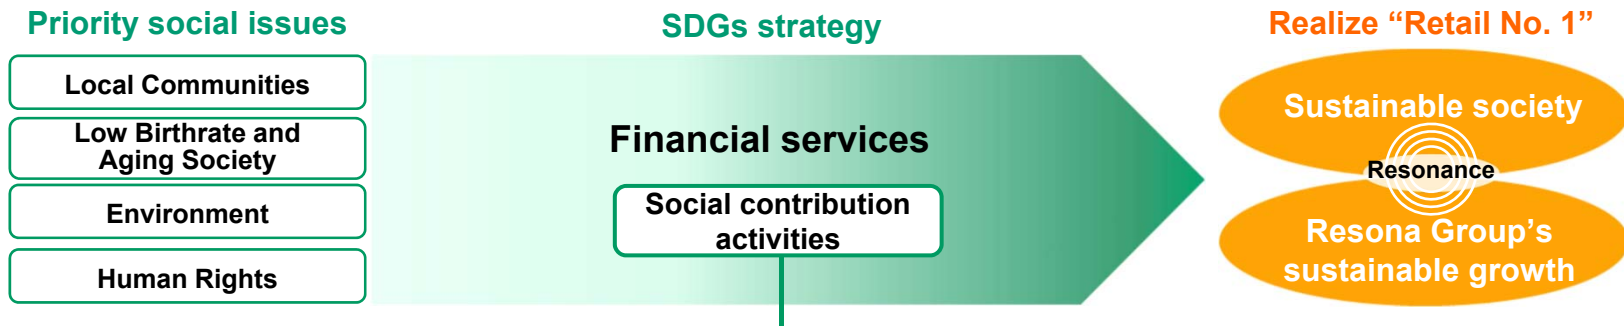 Priority social issues
Local Communities
Low Birthrate and
Aging Society
Environment
Human Rights
SDGs strategy
Financial services
Social contribution
activities
Realize “Retail No. 1”
Sustainable society
Resonance
Resona Group’s
sustainable growth